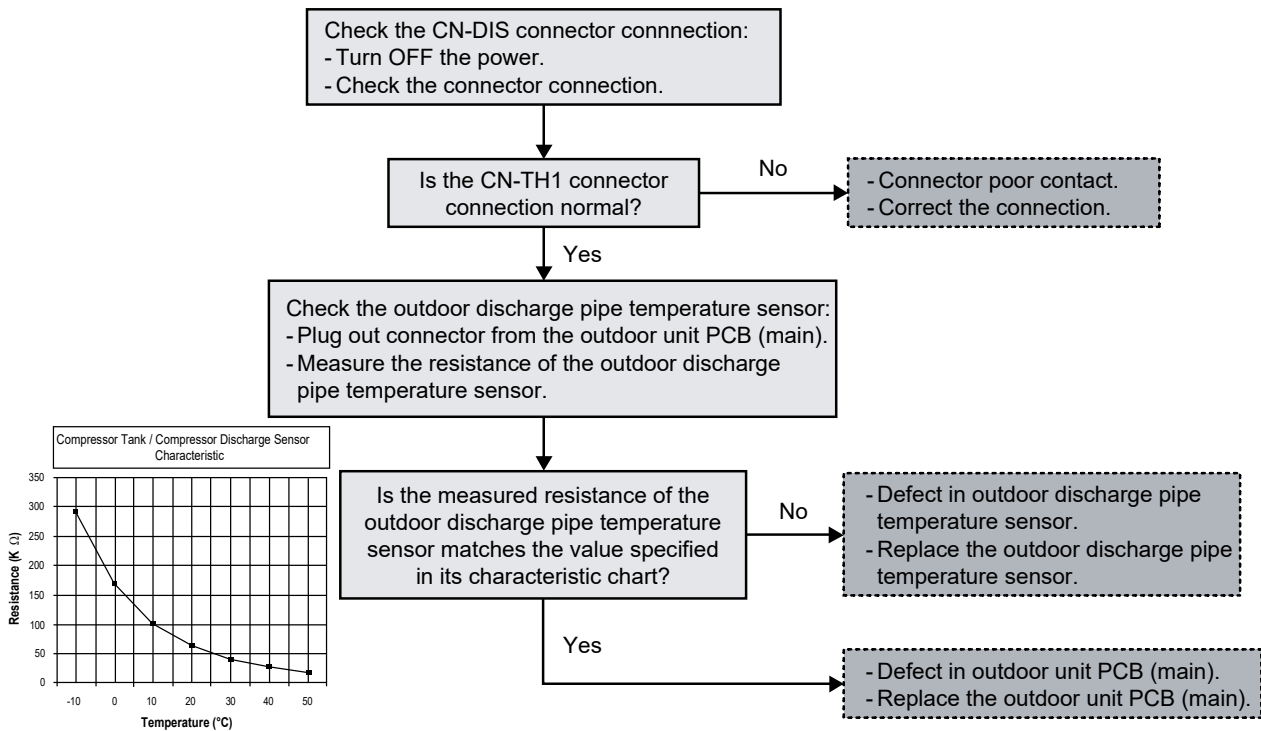 Check the CN-DIS connector connnection:
- Turn OFF the power.
- Check the connector connection.
Is the CN-TH1 connector
connection normal?
No
- Connector poor contact.
- Correct the connection.
Yes
Check the outdoor discharge pipe temperature sensor:
- Plug out connector from the outdoor unit PCB (main).
- Measure the resistance of the outdoor discharge
pipe temperature sensor.
Compressor Tank / Compressor Discharge Sensor
Characteristic
Resistance (K Ω)
350
300
250
200
150
100
50
0
-10 0 10 20 30 40 50
Temperature (°C)
Is the measured resistance of the
outdoor discharge pipe temperature
sensor matches the value specified
in its characteristic chart?
No
- Defect in outdoor discharge pipe
temperature sensor.
- Replace the outdoor discharge pipe
temperature sensor.
Yes
- Defect in outdoor unit PCB (main).
- Replace the outdoor unit PCB (main).